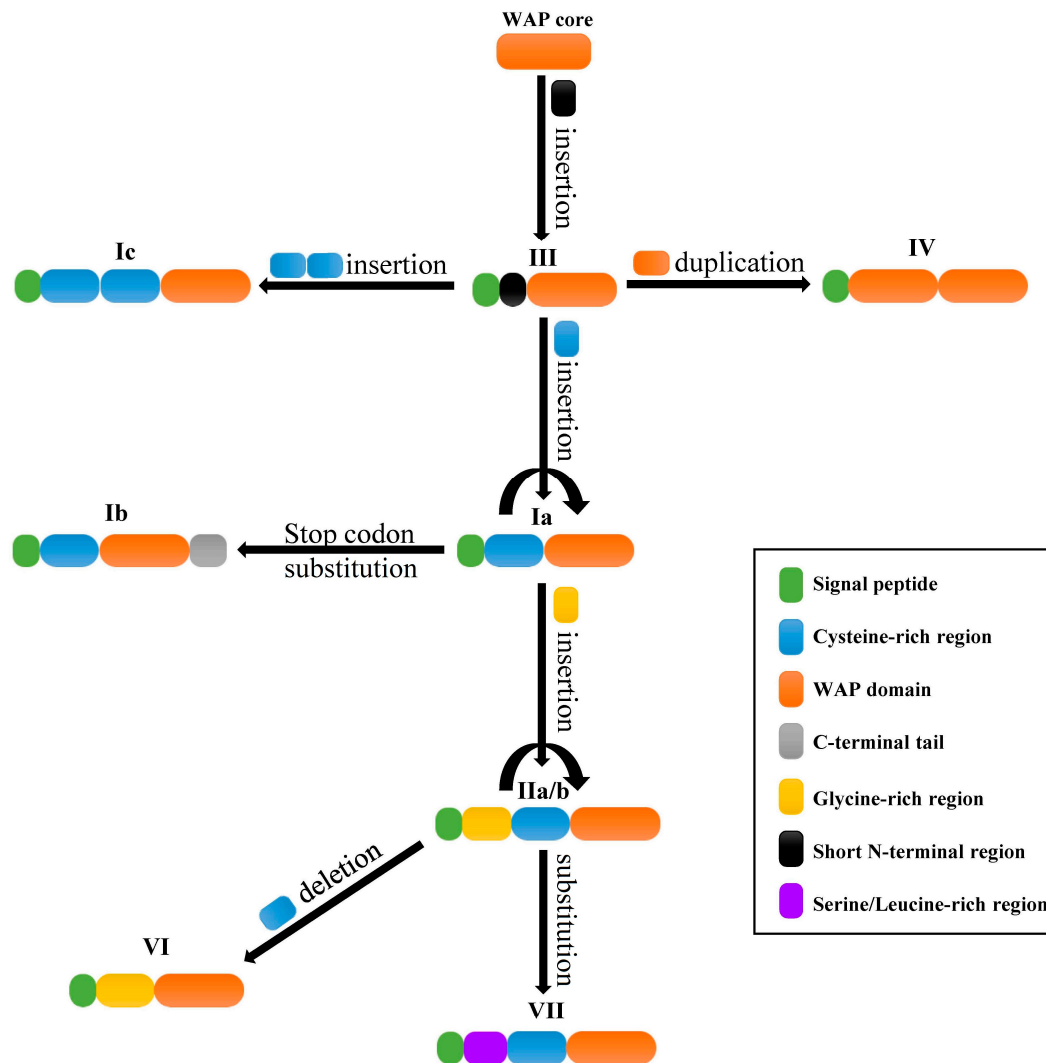 WAP core
insertion
Ic
insertion
III
duplication
IV
insertion
Ib
Stop codon
substitution
Ia
insertion
IIa/b
deletion
substitution
VI
VII
Signal peptide
Cysteine-rich region
WAP domain
C-terminal tail
Glycine-rich region
Short N-terminal region
Serine/Leucine-rich region